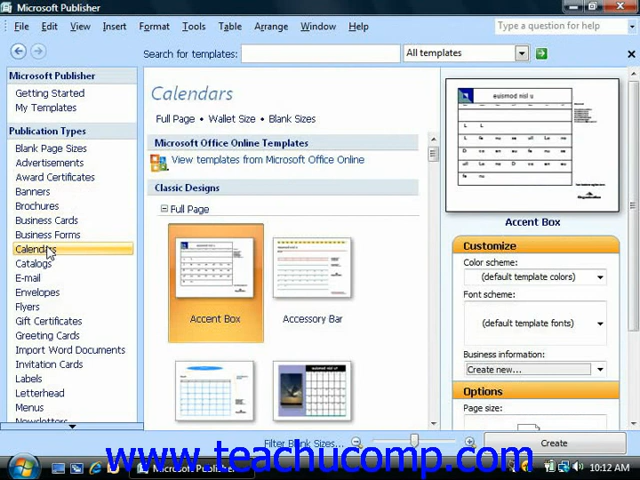 Microsoft Publisher
File Edit View Insert Format Tools Table Arrange Window Help
Type a question for help
Back
Search for templates:
All templates
Microsoft Publisher
Getting Started
My Templates
Publication Types
Blank Page Sizes
Advertisements
Award Certificates
Banners
Brochures
Business Cards
Business Forms
Calendars
Catalogs
E-mail
Envelopes
Flyers
Gift Certificates
Greeting Cards
Import Word Documents
Invitation Cards
Labels
Letterhead
Menus
Newsletters
Calendars
Full Page • Wallet Size • Blank Sizes
Microsoft Office Online Templates
View templates from Microsoft Office Online
Classic Designs
Full Page
Accent Box
Accessory Bar
euismod nisl u
Accent Box
Customize
Color scheme:
(default template colors)
Font scheme:
(default template fonts)
Business information:
Create new...
Options
Page size:
Filter Blank Sizes...
Create
www.teachucomp.com
Microsoft Publisher
10:12 AM